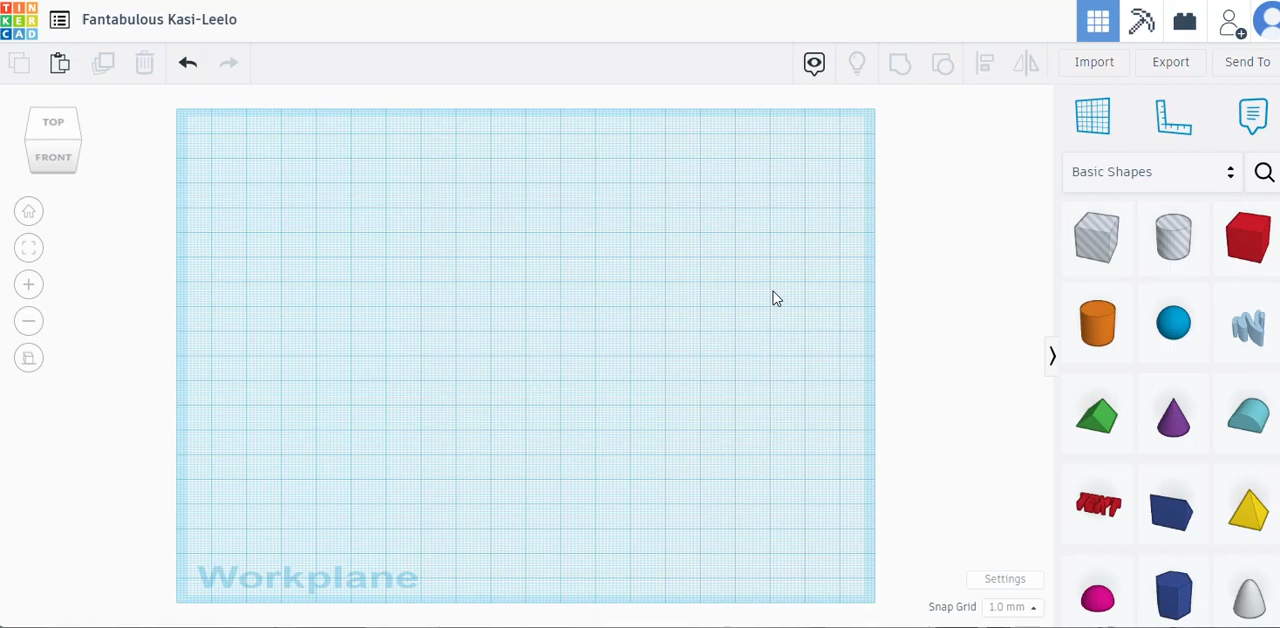 TIN
KER
CAD
Fantabulous Kasi-Leelo
Import
Export
Send To
TOP
FRONT
Basic Shapes
TEXT
Workplane
Settings
Snap Grid
1.0 mm